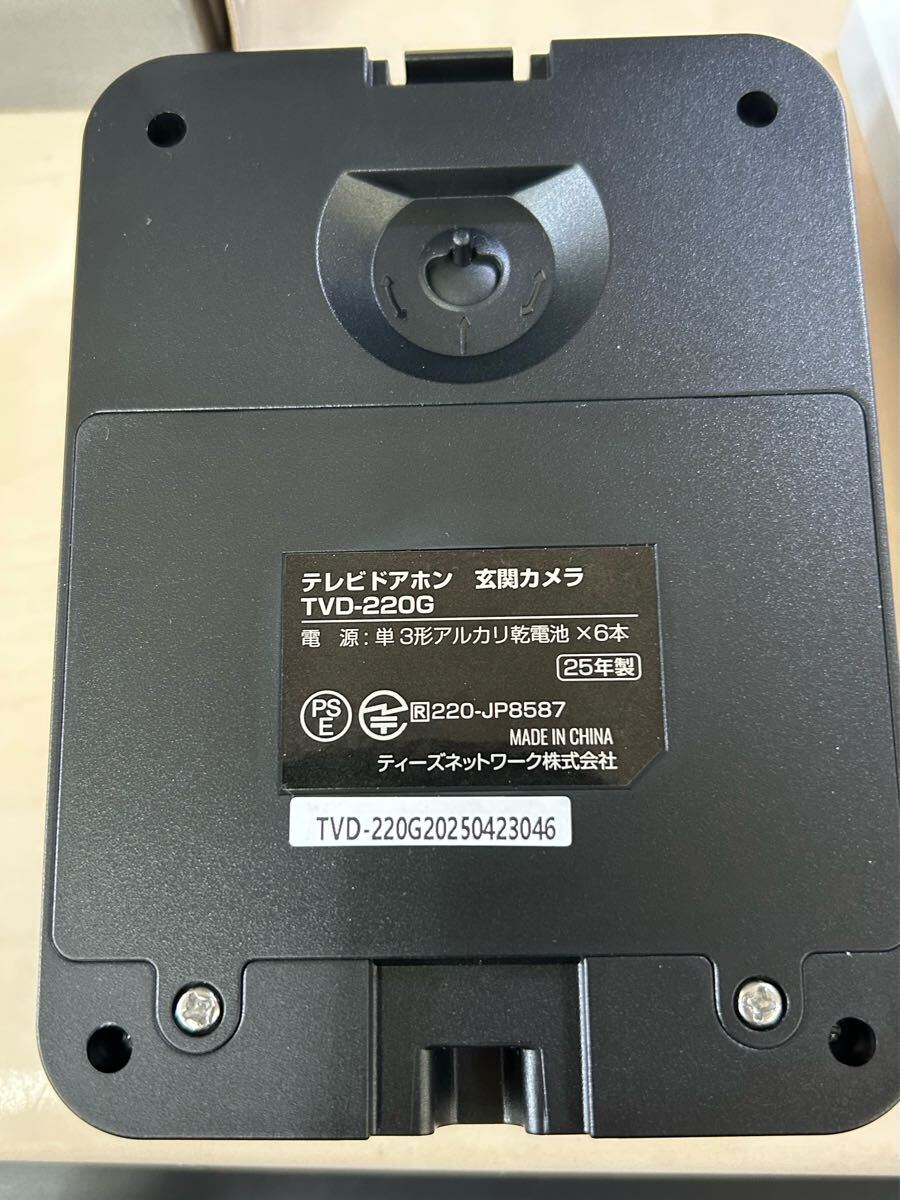 テレビドアホン 玄関カメラ
TVD-220G
電 源:単3形アルカリ乾電池×6本
25年製
PS
E
R 220-JP8587
MADE IN CHINA
ティーズネットワーク株式会社
TVD-220G20250423046